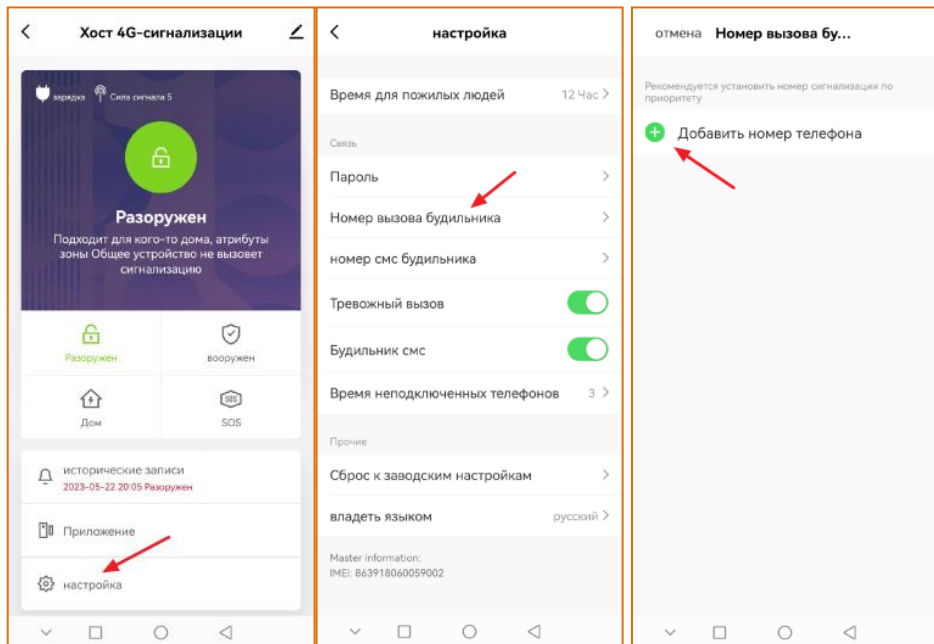 Хост 4G-сигнализации
зарядка Сила сигнала 5
Разоружен
Подходит для кого-то дома, атрибуты
зоны Общее устройство не вызовет
сигнализацию
Разоружен
вооружен
Дом
SOS
SOS
исторические записи
2023-05-22 20:05 Разоружен
Приложение
настройка
настройка
Время для пожилых людей 12 Час
Связь
Пароль
Номер вызова будильника
номер смс будильника
Тревожный вызов
Будильник смс
Время неподключенных телефонов 3
Прочие
Сброс к заводским настройкам
владеть языком русский
Master information:
IMEI: 863918060059002
отмена Номер вызова бу...
Рекомендуется установить номер сигнализации по
приоритету
Добавить номер телефона